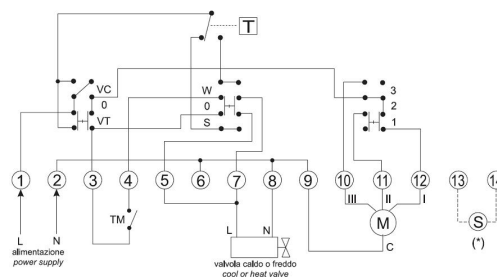 T
VC
0
VT
W
0
S
3
2
1
1 2 3 4 5 6 7 8 9 10 11 12 13 14
III II I
TM
L N
L N
M
S
C
(*)
alimentazione
power supply
valvola caldo o freddo
cool or heat valve